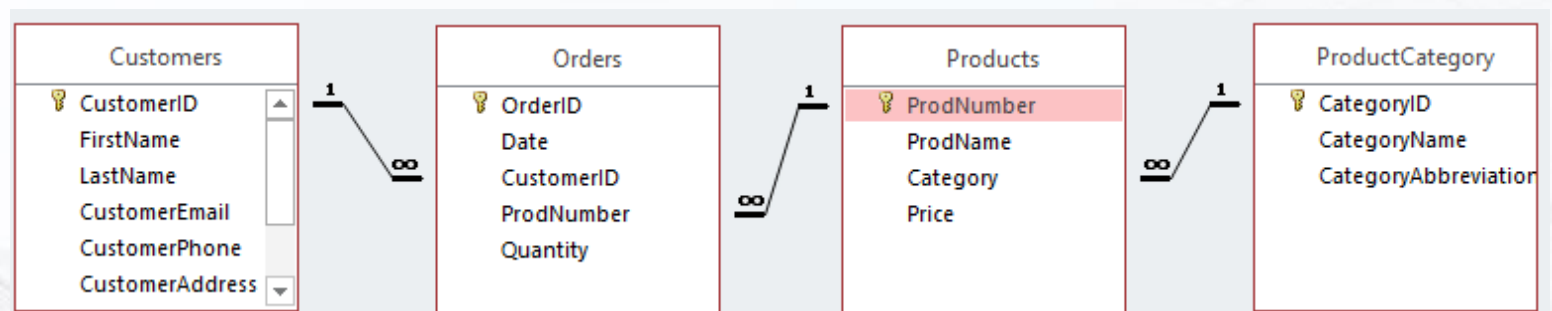 Customers
CustomerID
FirstName
LastName
CustomerEmail
CustomerPhone
CustomerAddress
1
∞
Orders
OrderID
Date
CustomerID
ProdNumber
Quantity
1
∞
Products
ProdNumber
ProdName
Category
Price
1
∞
ProductCategory
CategoryID
CategoryName
CategoryAbbreviation